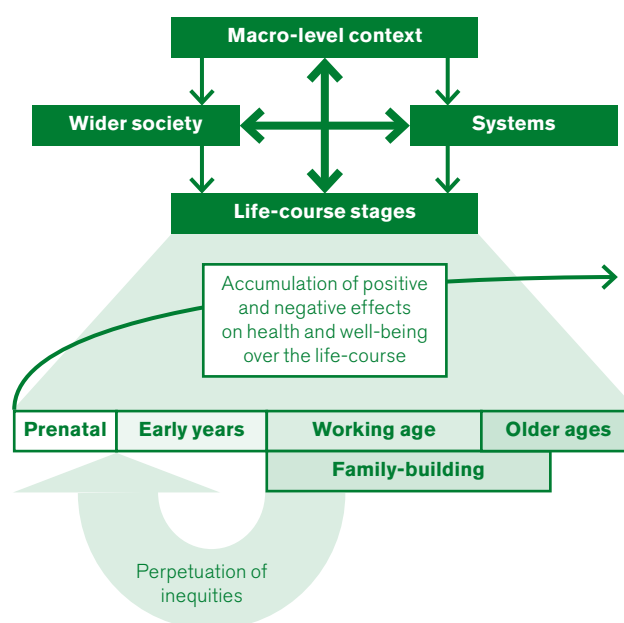 Macro-level context
Wider society
Systems
Life-course stages
Accumulation of positive
and negative effects
on health and well-being
over the life-course
Prenatal
Early years
Working age
Older ages
Family-building
Perpetuation of
inequities